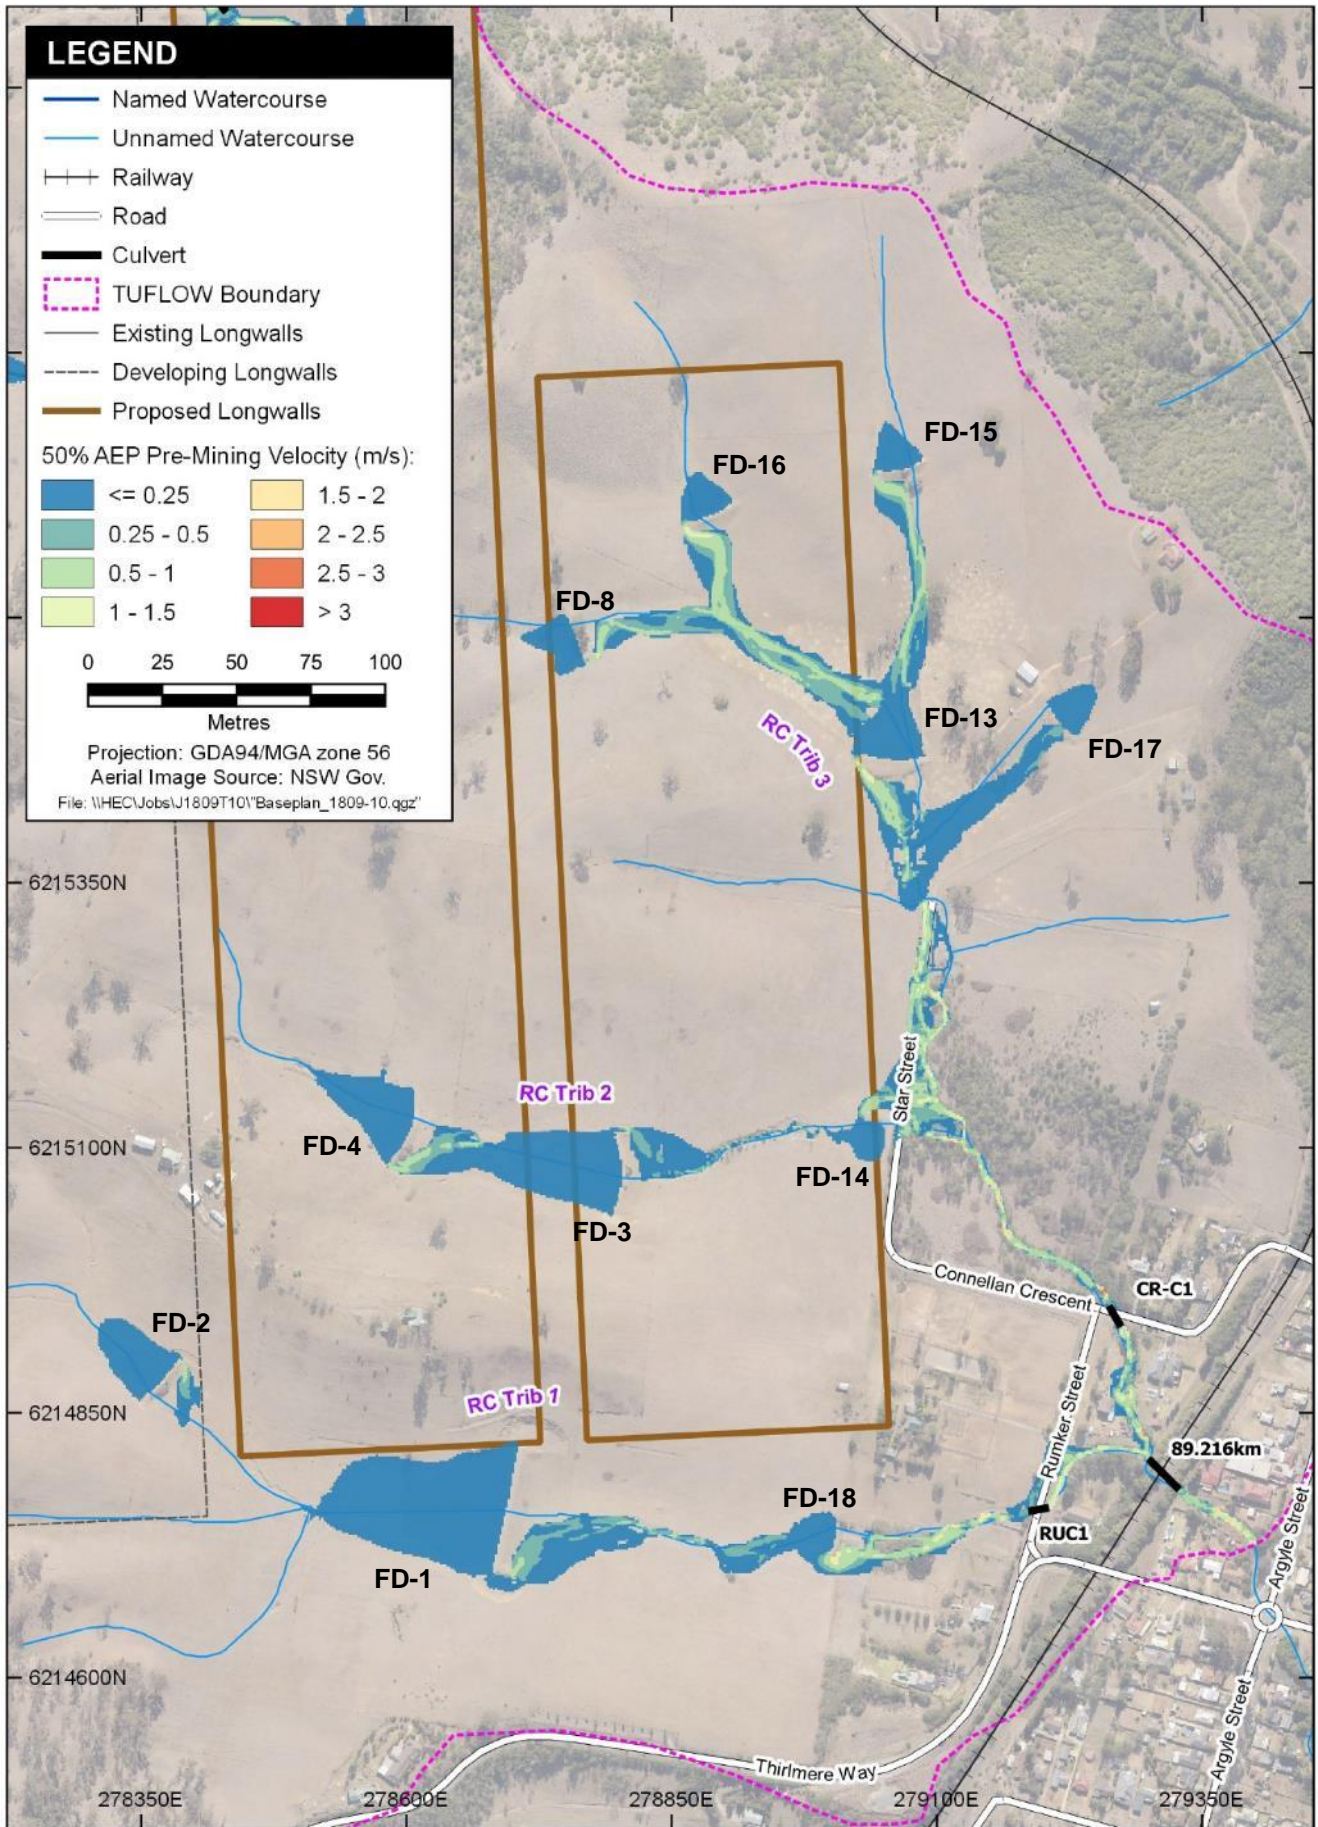 LEGEND
Named Watercourse
Unnamed Watercourse
Railway
Road
Culvert
TUFLOW Boundary
Existing Longwalls
Developing Longwalls
Proposed Longwalls
50% AEP Pre-Mining Velocity (m/s):
<= 0.25 1.5 - 2
0.25 - 0.5 2 - 2.5
0.5 - 1 2.5 - 3
1 - 1.5 > 3
0 25 50 75 100
Metres
Projection: GDA94/MGA zone 56
Aerial Image Source: NSW Gov.
File: \\HEC\Jobs\J1809T10\"Baseplan_1809-10.qgz"
FD-15
FD-16
FD-8
FD-13
FD-17
RC Trib 3
6215350N
Star Street
RC Trib 2
FD-4
6215100N
FD-14
FD-3
Connellan Crescent
CR-C1
FD-2
RC Trib 1
6214850N
Rumker Street
89.216km
FD-18
RUC1
Argyle Street
FD-1
6214600N
Argyle Street
Thirlmere Way
278350E 278600E 278850E 279100E 279350E